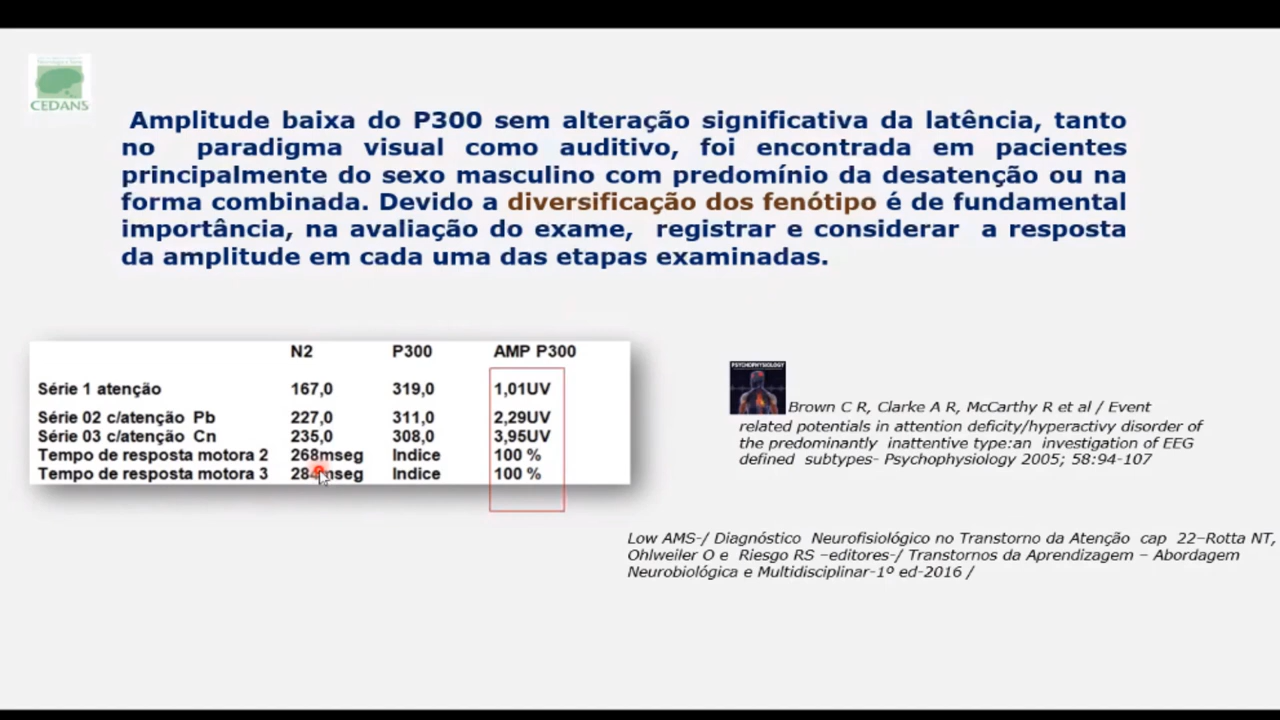 CEDANS
Amplitude baixa do P300 sem alteração significativa da latência, tanto
no paradigma visual como auditivo, foi encontrada em pacientes
principalmente do sexo masculino com predomínio da desatenção ou na
forma combinada. Devido a diversificação dos fenótipo é de fundamental
importância, na avaliação do exame, registrar e considerar a resposta
da amplitude em cada uma das etapas examinadas.
N2 P300 AMP P300
Série 1 atenção 167,0 319,0 1,01UV
Série 02 c/atenção Pb 227,0 311,0 2,29UV
Série 03 c/atenção Cn 235,0 308,0 3,95UV
Tempo de resposta motora 2 268mseg Indice 100 %
Tempo de resposta motora 3 284mseg Indice 100 %
PSYCHOPHYSIOLOGY
Brown C R, Clarke A R, McCarthy R et al / Event
related potentials in attention deficity/hyperactivy disorder of
the predominantly inattentive type:an investigation of EEG
defined subtypes- Psychophysiology 2005; 58:94-107
Low AMS-/ Diagnóstico Neurofisiológico no Transtorno da Atenção cap 22–Rotta NT,
Ohlweiler O e Riesgo RS –editores-/ Transtornos da Aprendizagem – Abordagem
Neurobiológica e Multidisciplinar-1º ed-2016 /